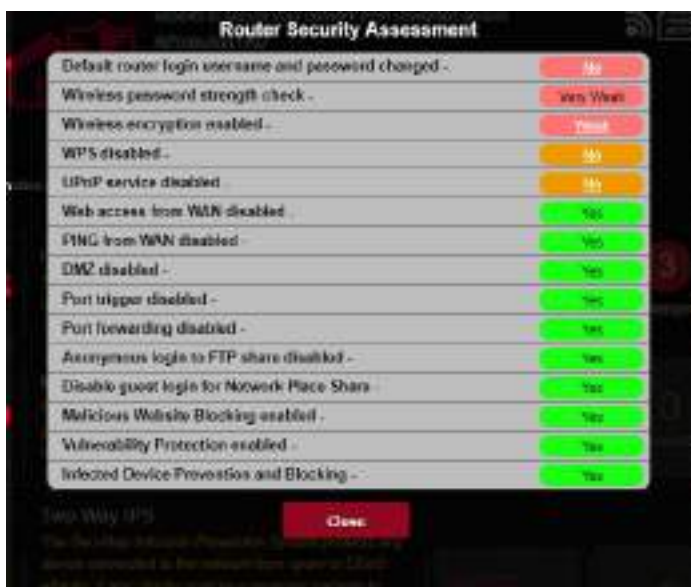 Router Security Assessment
Default router login username and password changed - No
Wireless password strength check - Very Weak
Wireless encryption enabled - Weak
WPS disabled - No
UPnP service disabled No
Web access from WAN disabled Yes
PING from WAN disabled - Yes
DMZ disabled - Yes
Port trigger disabled - Yes
Port forwarding disabled - Yes
Anonymous login to FTP share disabled - Yes
Disable guest login for Network Place Share Yes
Malicious Website Blocking enabled - Yes
Vulnerability Protection enabled - Yes
Infected Device Prevention and Blocking - Yes
Close
Two Way IPS